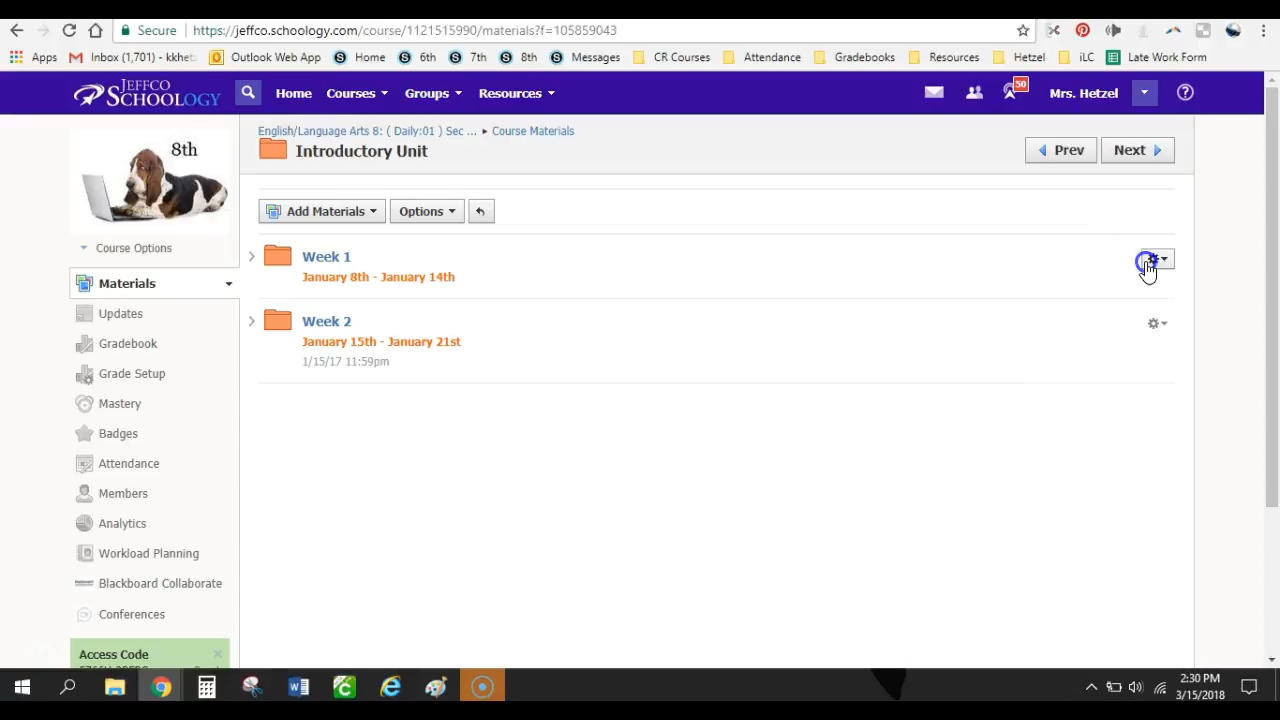 Secure https://jeffco.schoology.com/course/1121515990/materials?f=105859043
Apps Inbox (1,701) - kkhetz Outlook Web App Home 6th 7th 8th Messages CR Courses Attendance Gradebooks Resources Hetzel iLC Late Work Form
JEFFCO
SCHOOLOGY
Home Courses Groups Resources 50 Mrs. Hetzel
8th
English/Language Arts 8: ( Daily:01 ) Sec ... Course Materials
Introductory Unit
Prev Next
Add Materials Options
Course Options
Materials
Updates
Gradebook
Grade Setup
Mastery
Badges
Attendance
Members
Analytics
Workload Planning
Blackboard Collaborate
Conferences
Access Code
Week 1
January 8th - January 14th
Week 2
January 15th - January 21st
1/15/17 11:59pm
2:30 PM
3/15/2018